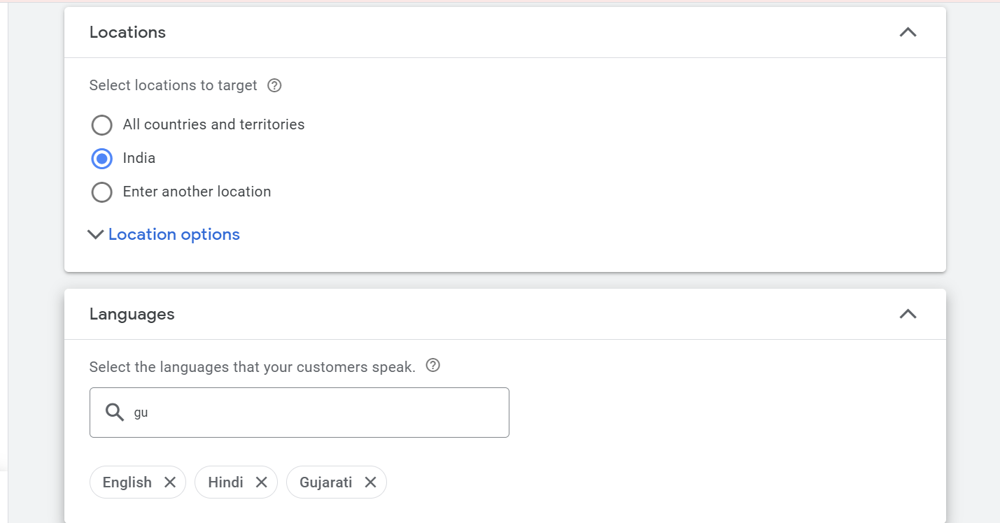 Locations
Select locations to target
All countries and territories
India
Enter another location
Location options
Languages
Select the languages that your customers speak.
gu
English Hindi Gujarati